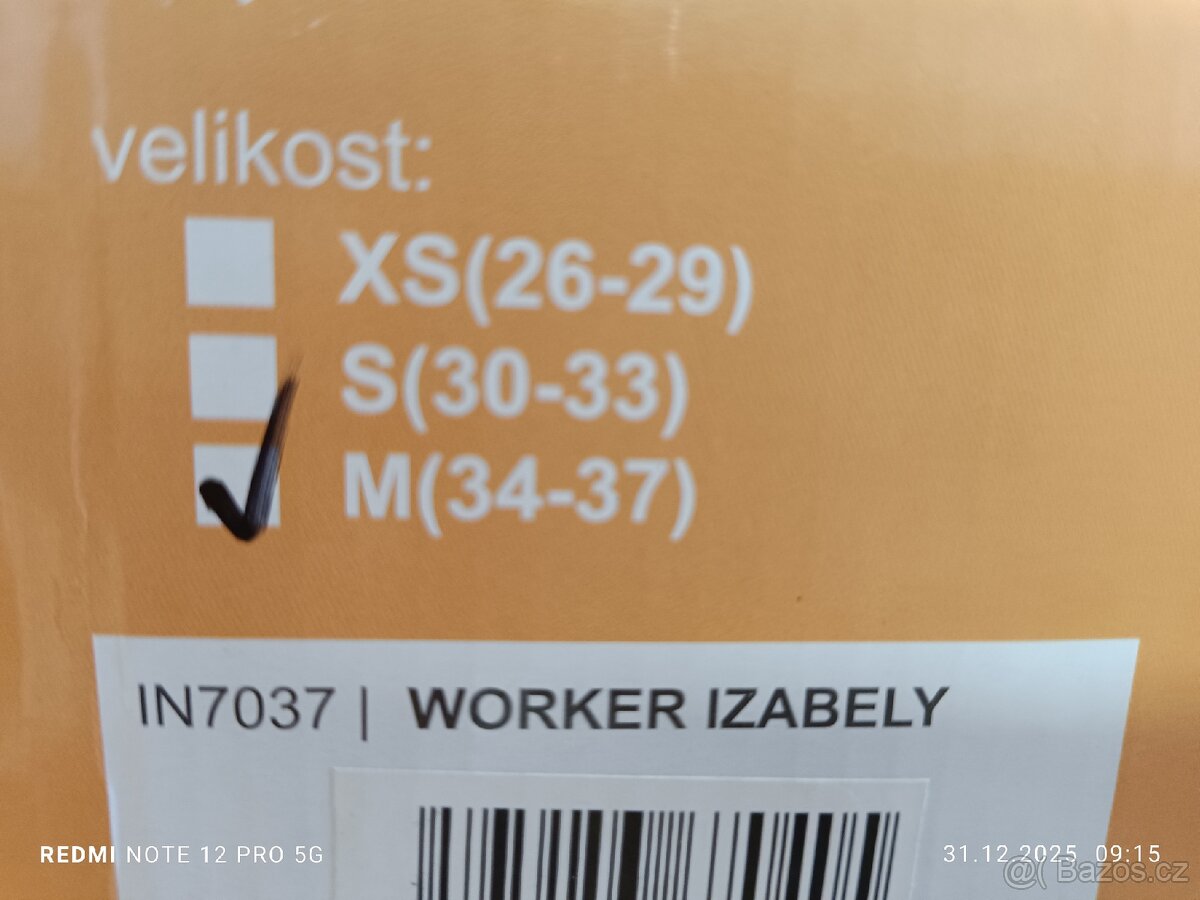 velikost:
XS(26-29)
S(30-33)
M(34-37)
IN7037 | WORKER IZABELY
REDMI NOTE 12 PRO 5G
31.12.2025 09:15
@( Bazoš.cz